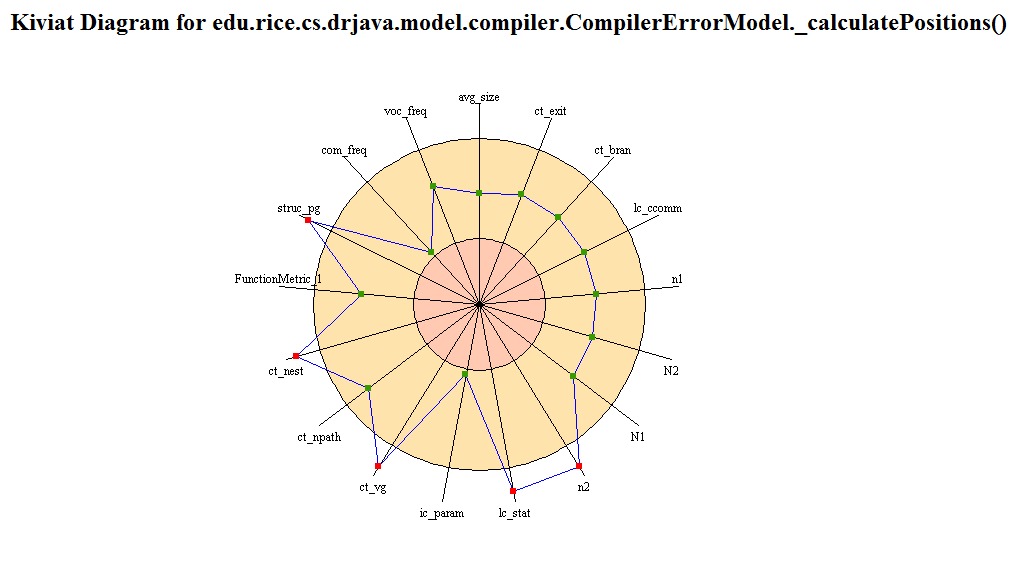 Kiviat Diagram for edu.rice.cs.drjava.model.compiler.CompilerErrorModel._calculatePositions()
avg_size
voc_freq
ct_exit
com_freq
ct_bran
struc_pg
lc_ccomm
FunctionMetric_1
n1
ct_nest
N2
ct_npath
N1
ct_vg
n2
ic_param
lc_stat